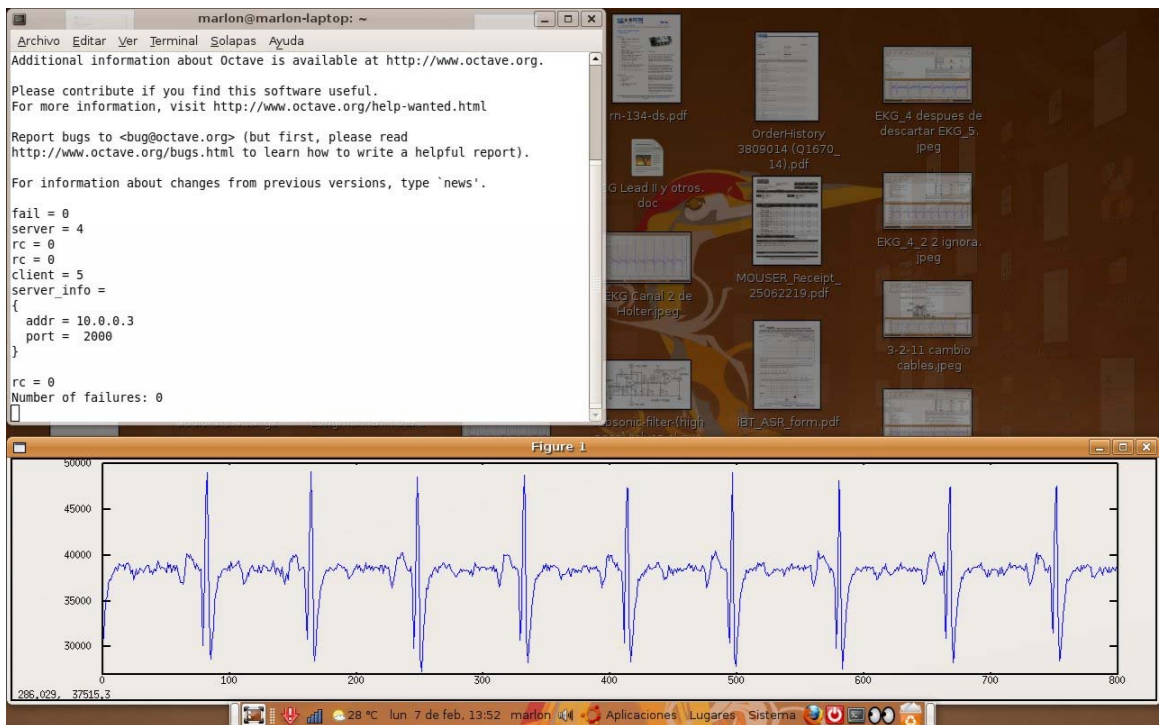 marlon@marlon-laptop: ~
Archivo Editar Ver Terminal Solapas Ayuda
Additional information about Octave is available at http://www.octave.org.
Please contribute if you find this software useful.
For more information, visit http://www.octave.org/help-wanted.html
Report bugs to <bug@octave.org> (but first, please read
http://www.octave.org/bugs.html to learn how to write a helpful report).
For information about changes from previous versions, type `news'.
fail = 0
server = 4
rc = 0
rc = 0
client = 5
server_info =
{
addr = 10.0.0.3
port = 2000
}
rc = 0
Number of failures: 0
rn-134-ds.pdf
OrderHistory
3809014 (Q1670_
14).pdf
EKG_4 despues de
descartar EKG_5.
jpeg
Lead II y otros.
doc
MOUSER_Receipt_
25062219.pdf
EKG_4_2 2 ignora.
jpeg
EKG Canal 2 de
Holter.jpeg
3-2-11 cambio
cables.jpeg
iBT_ASR_form.pdf
Figure 1
50000
45000
40000
35000
30000
0
100
200
300
400
500
600
700
800
286.029, 37515.3
28 °C lun 7 de feb, 13:52 marlon Aplicaciones Lugares Sistema